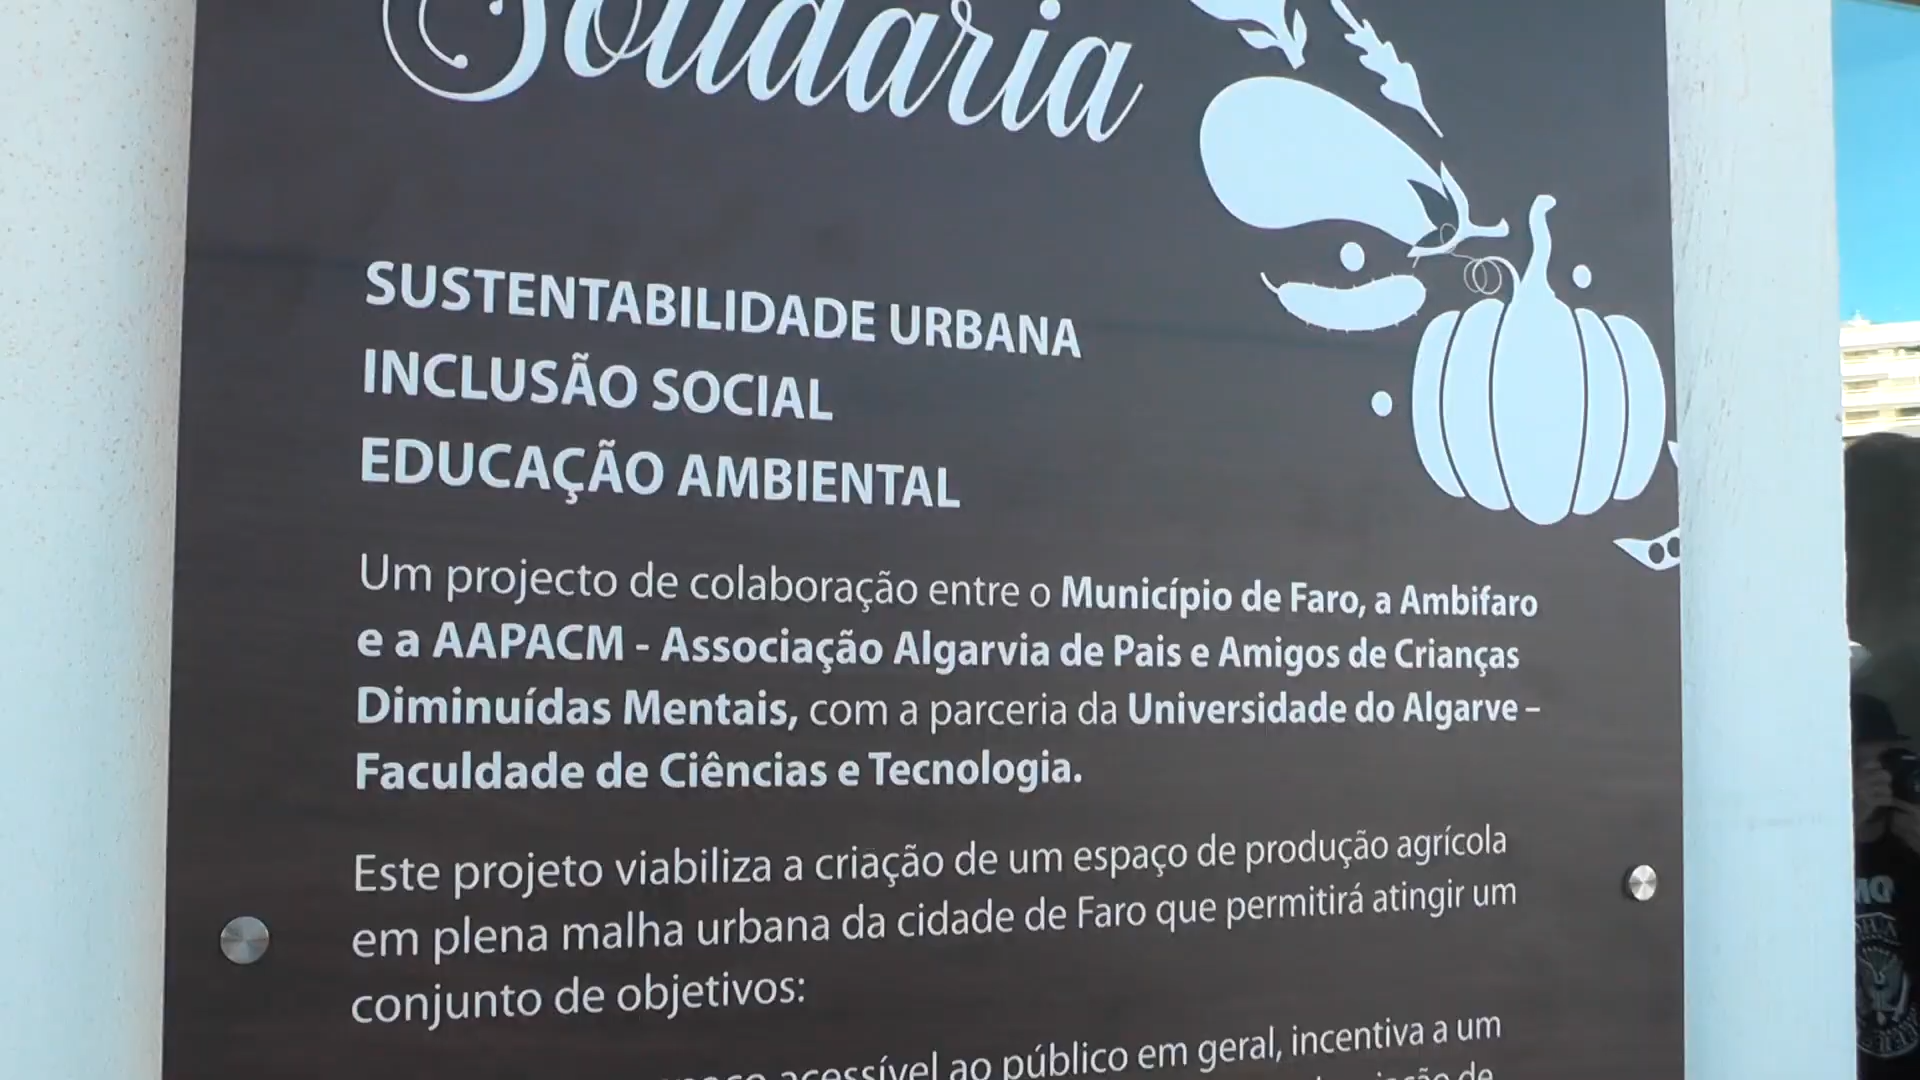 Solidária
SUSTENTABILIDADE URBANA
INCLUSÃO SOCIAL
EDUCAÇÃO AMBIENTAL
Um projecto de colaboração entre o Município de Faro, a Ambifaro
e a AAPACM - Associação Algarvia de Pais e Amigos de Crianças
Diminuídas Mentais, com a parceria da Universidade do Algarve –
Faculdade de Ciências e Tecnologia.
Este projeto viabiliza a criação de um espaço de produção agrícola
em plena malha urbana da cidade de Faro que permitirá atingir um
conjunto de objetivos:
acessível ao público em geral, incentiva a um
de